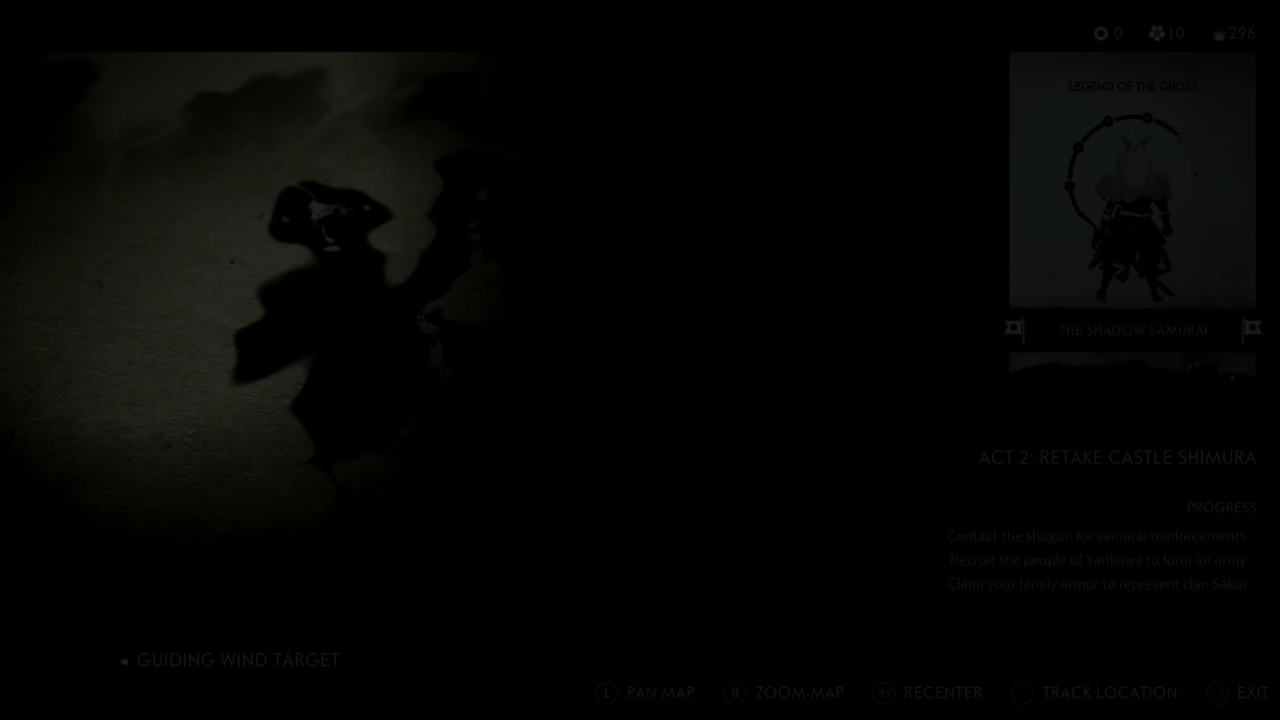 0 10 296
LEGEND OF THE GHOST
THE SHADOW SAMURAI
ACT 2: RETAKE CASTLE SHIMURA
PROGRESS
Contact the shogun for samurai reinforcements
Recruit the people of Yarikawa to form an army
Claim your family armor to represent clan Sakai
GUIDING WIND TARGET
L PAN MAP R ZOOM MAP R3 RECENTER TRACK LOCATION EXIT